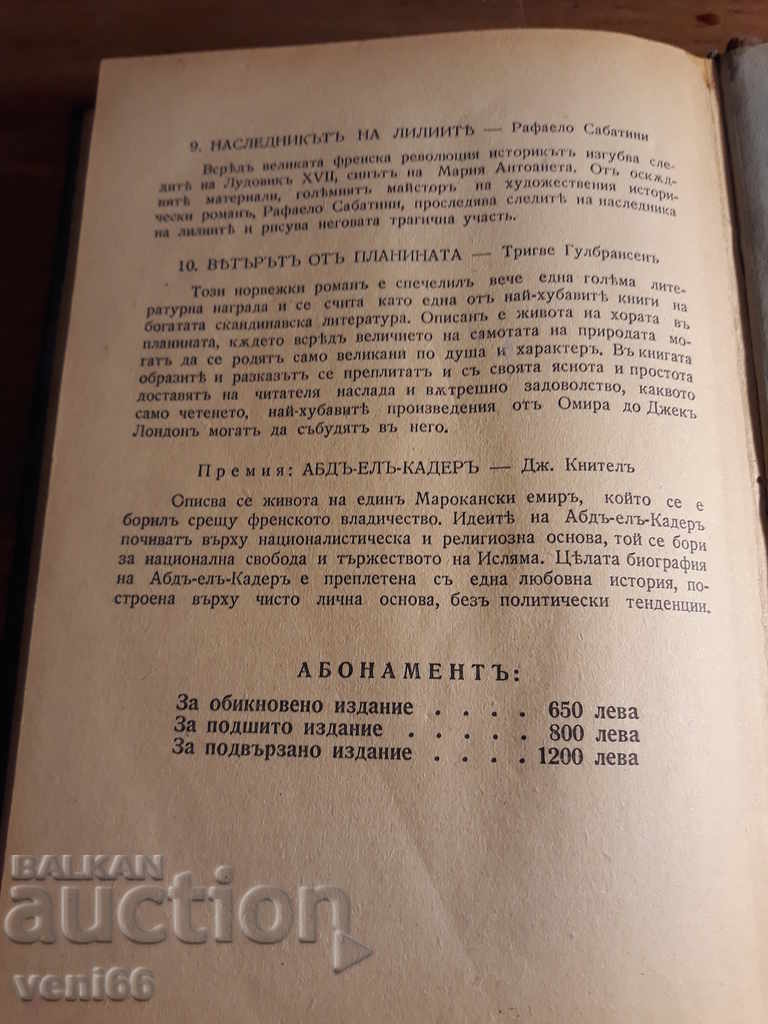 9. НАСЛЕДНИКЪТЪ НА ЛИЛИИТѢ — Рафаело Сабатини
Всрѣдъ великата френска революция историкътъ изгубва сле-
дитѣ на Лудовикъ XVII, синътъ на Мария Антоанета. Отъ оскѫд-
нитѣ материали, голѣмиятъ майсторъ на художествения истори-
чески романъ, Рафаело Сабатини, проследява следитѣ на наследника
на лилиитѣ и рисува неговата трагична участь.
10. ВѢТЪРЪТЪ ОТЪ ПЛАНИНАТА — Тригве Гулбрансенъ
Този норвежки романъ е спечелилъ вече една голѣма лите-
ратурна награда и се счита като една отъ най-хубавитѣ книги на
богатата скандинавска литература. Описанъ е живота на хората въ
планината, кѫдето всрѣдъ величието на самотата на природата мо-
гатъ да се родятъ само великани по душа и характеръ. Въ книгата
образитѣ и разказътъ се преплитатъ и съ своята яснота и простота
доставятъ на читателя наслада и вѫтрешно задоволство, каквото
само четенето, най-хубавитѣ произведения отъ Омира до Джекъ
Лондонъ могатъ да събудятъ въ него.
Премия: АБДЪ-ЕЛЪ-КАДЕРЪ — Дж. Кнителъ
Описва се живота на единъ Марокански емиръ, който се е
борилъ срещу френското владичество. Идеитѣ на Абдъ-елъ-Кадеръ
почиватъ върху националистическа и религиозна основа, той се бори
за национална свобода и тържеството на Исляма. Цѣлата биография
на Абдъ-елъ-Кадеръ е преплетена съ една любовна история, по-
строена върху чисто лична основа, безъ политически тенденции.
АБОНАМЕНТЪ:
За обикновено издание . . . . 650 лева
За подшито издание . . . . . 800 лева
За подвързано издание . . . . 1200 лева
BALKAN
auction
veni66